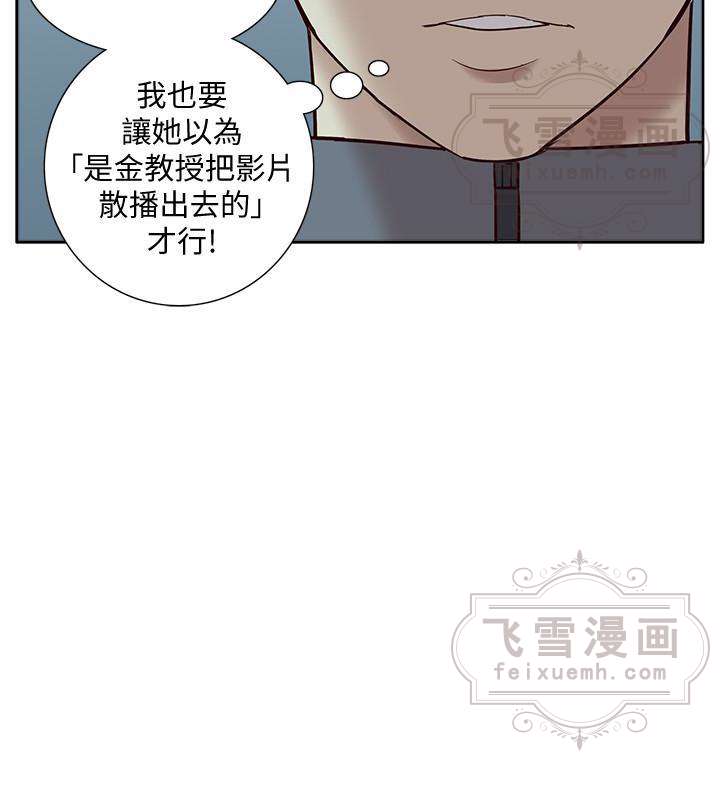 我也要
讓她以為
「是金教授把影片
散播出去的」
才行!
飞雪漫画
feixuemh.com
飞雪漫画
feixuemh.com